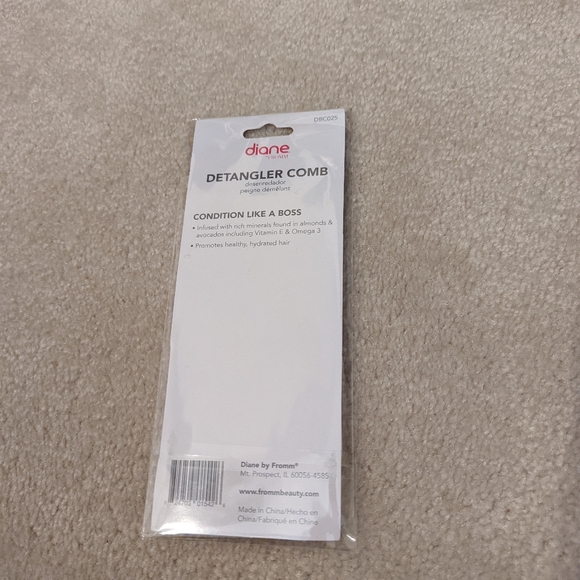 D9C025
diane
DETANGLER COMB
desenredador
peigne démêlant
CONDITION LIKE A BOSS
• Infused with rich minerals found in almonds &
avocados including Vitamin E & Omega 3
• Promotes healthy, hydrated hair
Diane by Fromm®
Mt. Prospect, IL 60056-4585
www.frommbeauty.com
Made in China/Hecho en
China/Fabriqué en Chine